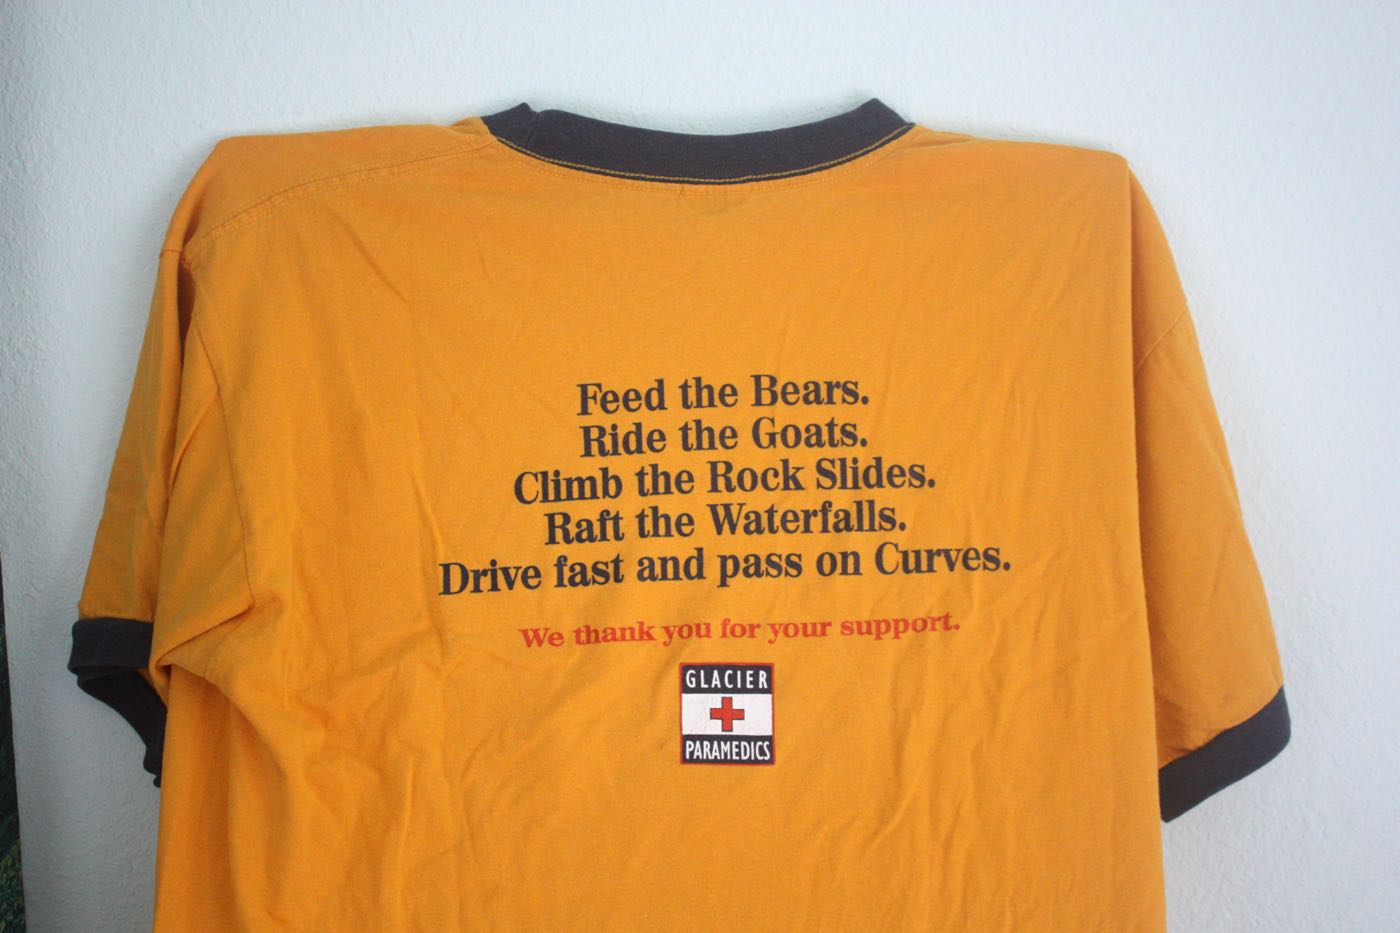 Feed the Bears.
Ride the Goats.
Climb the Rock Slides.
Raft the Waterfalls.
Drive fast and pass on Curves.
We thank you for your support.
GLACIER
PARAMEDICS